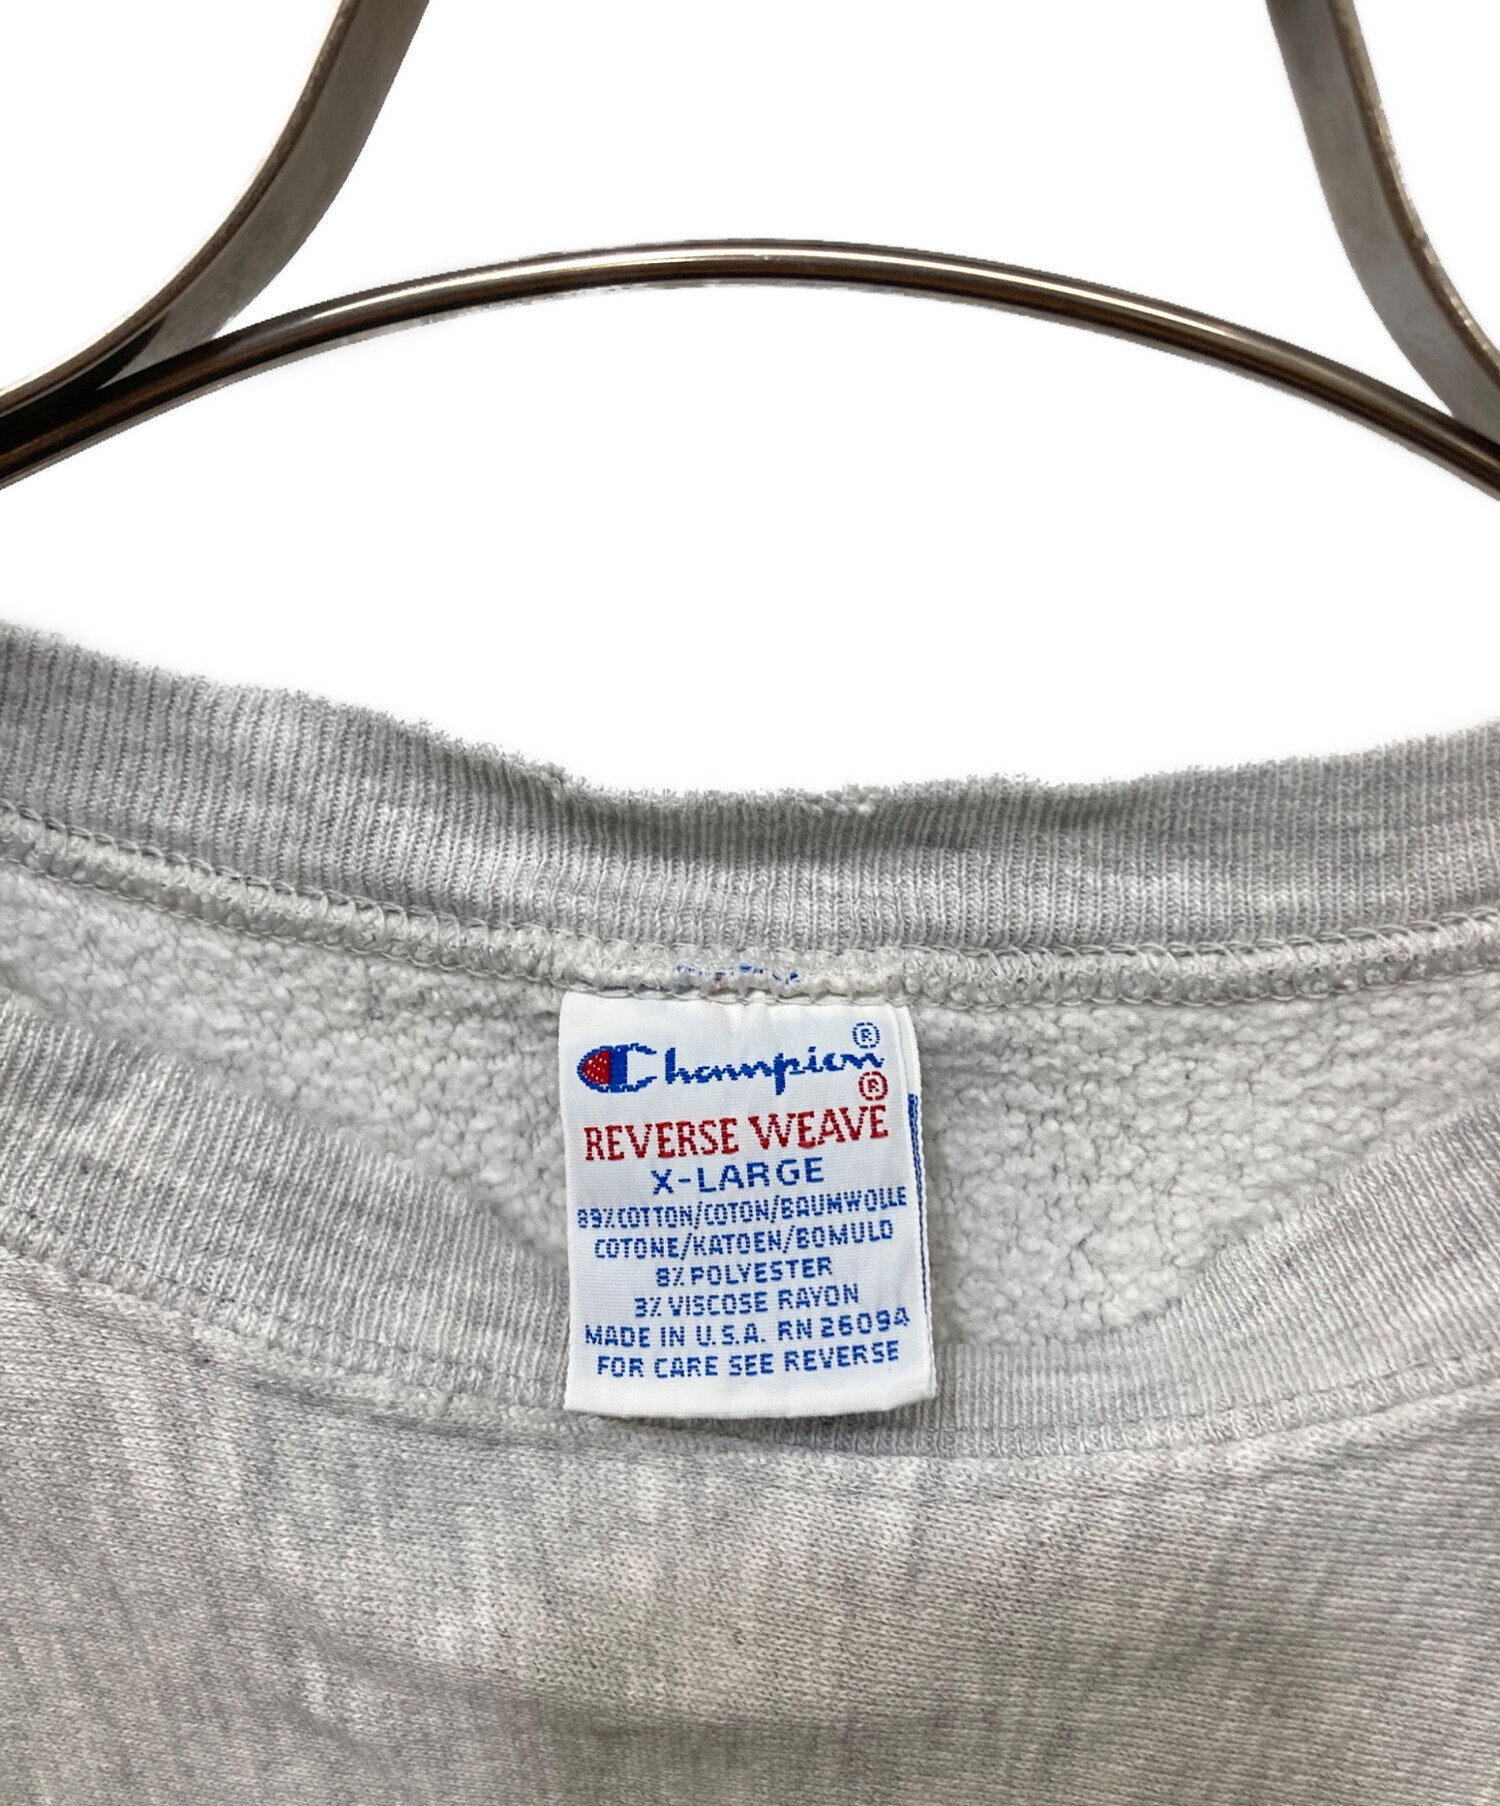 ®
Champion
®
REVERSE WEAVE
X-LARGE
89% COTTON/COTON/BAUMWOLLE
COTONE/KATOEN/BOMULD
8% POLYESTER
3% VISCOSE RAYON
MADE IN U.S.A. RN 26094
FOR CARE SEE REVERSE